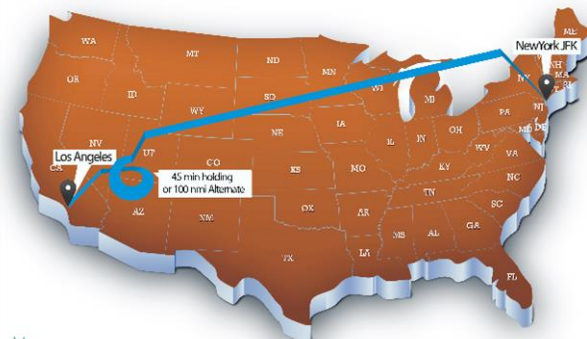 WA
MT
ND
MN
ME
NewYork JFK
OR
ID
WY
SD
WI
MI
NY
NH
MA
RI
PA
NJ
Los Angeles
NV
UT
CO
NE
IA
IL
IN
OH
WV
VA
MD
DE
CA
45 min holding
or 100 nmi Alternate
KS
MO
KY
NC
AZ
NM
OK
AR
TN
SC
TX
LA
MS
AL
GA
FL